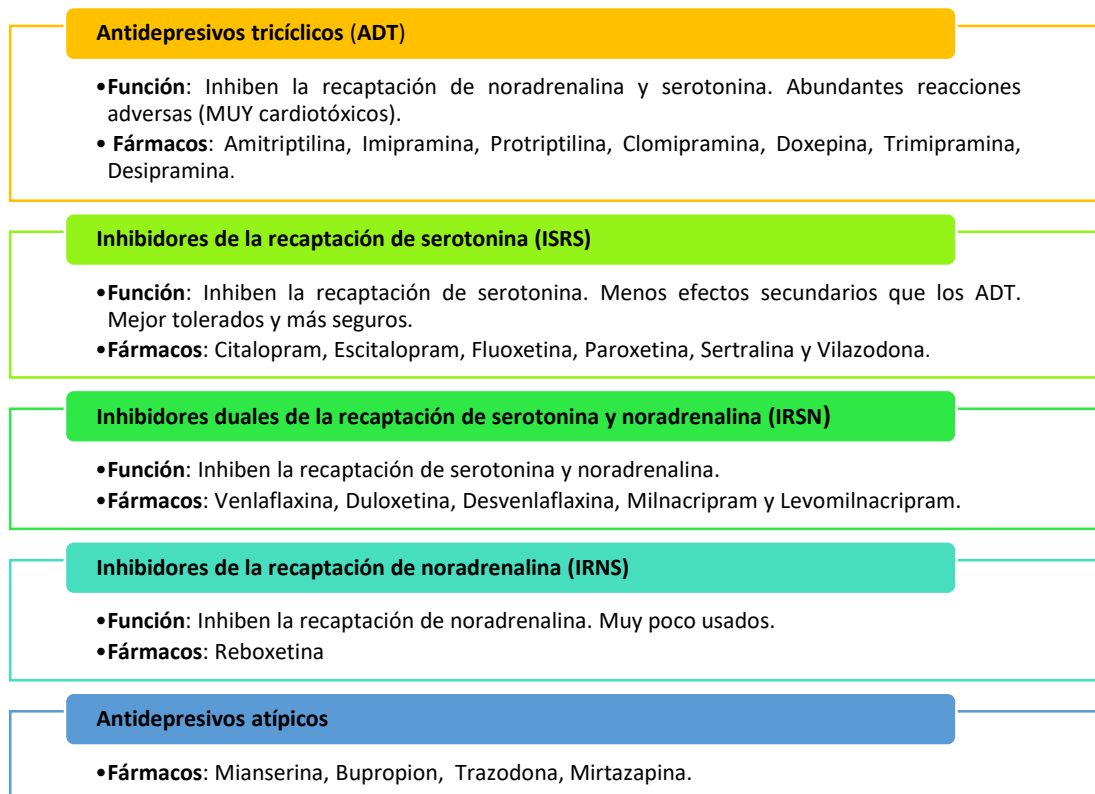 Antidepresivos tricíclicos (ADT)
•Función: Inhiben la recaptación de noradrenalina y serotonina. Abundantes reacciones
adversas (MUY cardiotóxicos).
• Fármacos: Amitriptilina, Imipramina, Protriptilina, Clomipramina, Doxepina, Trimipramina,
Desipramina.
Inhibidores de la recaptación de serotonina (ISRS)
•Función: Inhiben la recaptación de serotonina. Menos efectos secundarios que los ADT.
Mejor tolerados y más seguros.
•Fármacos: Citalopram, Escitalopram, Fluoxetina, Paroxetina, Sertralina y Vilazodona.
Inhibidores duales de la recaptación de serotonina y noradrenalina (IRSN)
•Función: Inhiben la recaptación de serotonina y noradrenalina.
•Fármacos: Venlaflaxina, Duloxetina, Desvenlaflaxina, Milnacripram y Levomilnacripram.
Inhibidores de la recaptación de noradrenalina (IRNS)
•Función: Inhiben la recaptación de noradrenalina. Muy poco usados.
•Fármacos: Reboxetina
Antidepresivos atípicos
•Fármacos: Mianserina, Bupropion, Trazodona, Mirtazapina.